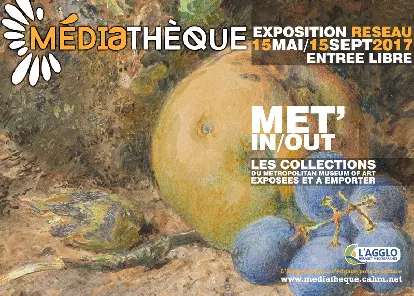 MÉDIATHÈQUE
EXPOSITION RESEAU
15MAI/15SEPT2017
ENTREE LIBRE
MET'
IN/OUT
LES COLLECTIONS
DU METROPOLITAN MUSEUM OF ART
EXPOSEES ET A EMPORTER
L'AGGLO
www.mediatheque.cahm.net